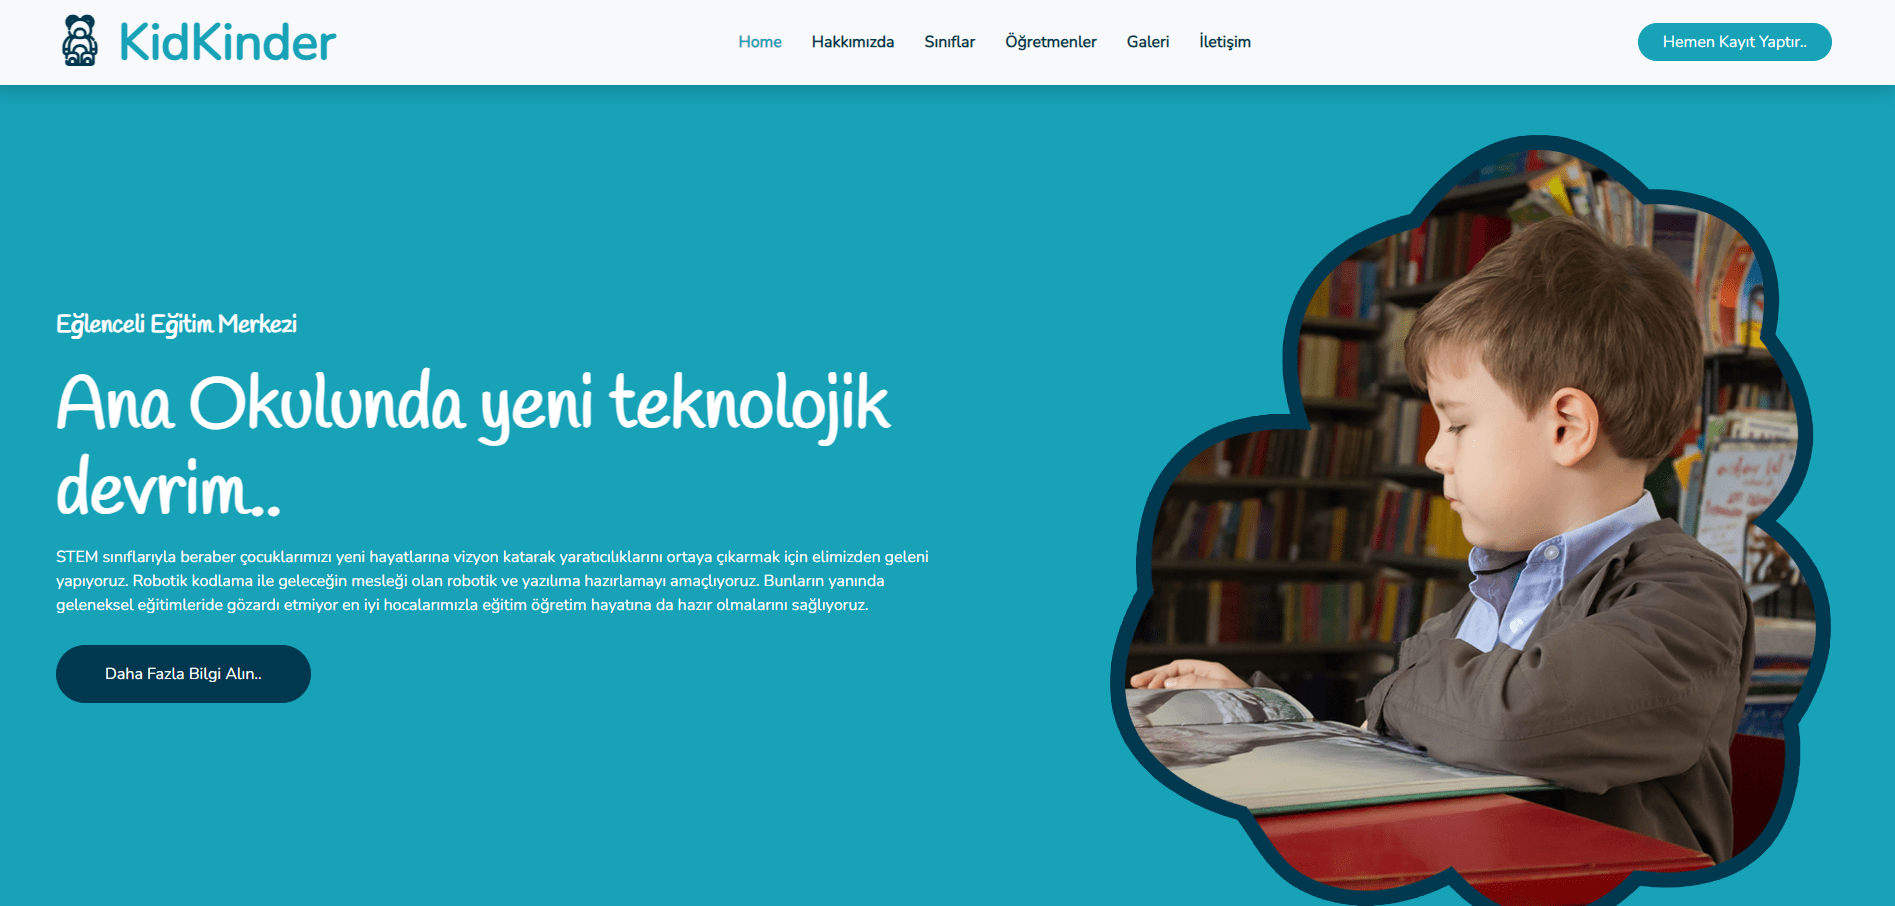 KidKinder
Home Hakkımızda Sınıflar Öğretmenler Galeri İletişim
Hemen Kayıt Yaptır..
Eğlenceli Eğitim Merkezi
Ana Okulunda yeni teknolojik
devrim..
STEM sınıflarıyla beraber çocuklarımızı yeni hayatlarına vizyon katarak yaratıcılıklarını ortaya çıkarmak için elimizden geleni
yapıyoruz. Robotik kodlama ile geleceğin mesleği olan robotik ve yazılıma hazırlamayı amaçlıyoruz. Bunların yanında
geleneksel eğitimleride gözardı etmiyor en iyi hocalarımızla eğitim öğretim hayatına da hazır olmalarını sağlıyoruz.
Daha Fazla Bilgi Alın..